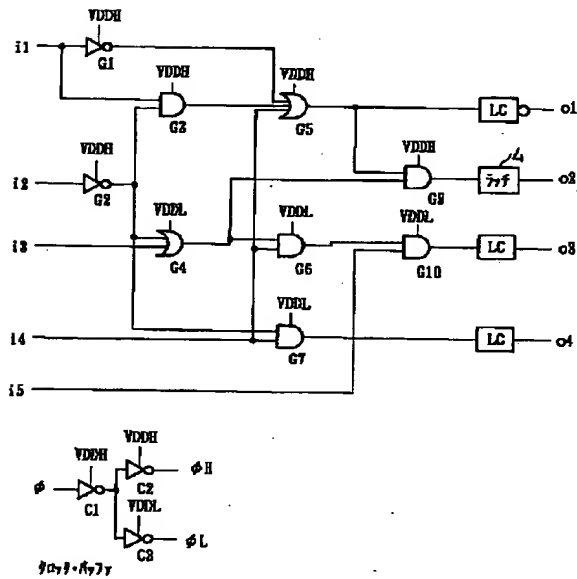 VDDH
i1
G1
VDDH
VDDH
G3
G5
LC
o1
VDDH
VDDH
i2
G2
G9
ラッチ
L1
o2
VDDL
VDDL
VDDL
i3
G4
G6
G10
LC
o3
VDDL
i4
G7
LC
o4
i5
VDDH
VDDH
φH
φ
C1
C2
VDDL
φL
C3
クロック・バッファ